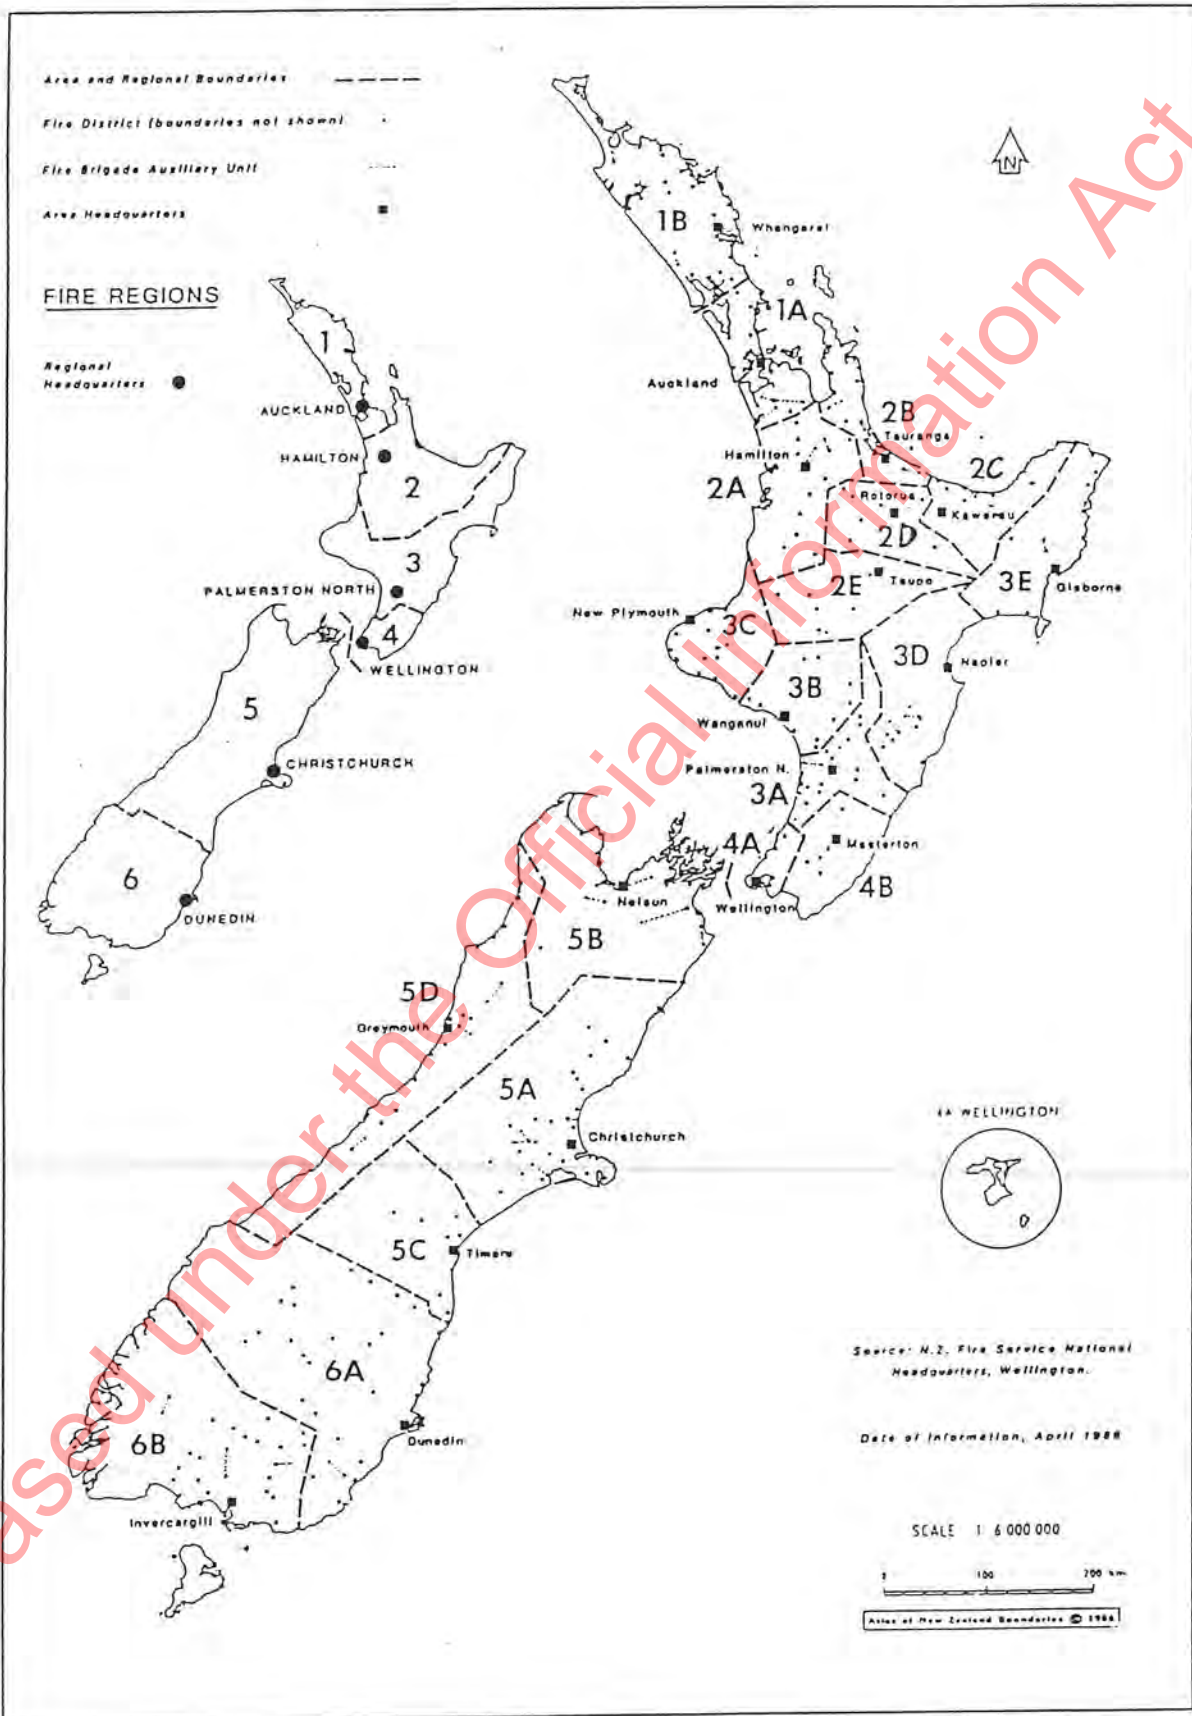 Area and Regional Boundaries
Fire District (boundaries not shown)
Fire Brigade Auxiliary Unit
Area Headquarters
N
FIRE REGIONS
Regional
Headquarters
1
AUCKLAND
HAMILTON
2
3
PALMERSTON NORTH
4
WELLINGTON
5
CHRISTCHURCH
6
DUNEDIN
1B
Whangarei
1A
Auckland
2B
Tauranga
Hamilton
2C
2A
Rotorua
Kawerau
2D
2E
Taupo
3E
Gisborne
New Plymouth
3C
3D
Napier
3B
Wanganui
Palmerston N.
3A
4A
Masterton
4B
Nelson
Wellington
5B
5D
Greymouth
5A
Christchurch
4A WELLINGTON
5C
Timaru
6A
Dunedin
6B
Invercargill
Source: N.Z. Fire Service National
Headquarters, Wellington.
Date of Information, April 1986
SCALE 1: 6 000 000
0 100 200 km
Atlas of New Zealand Boundaries © 1986
ased under the Official Information Act